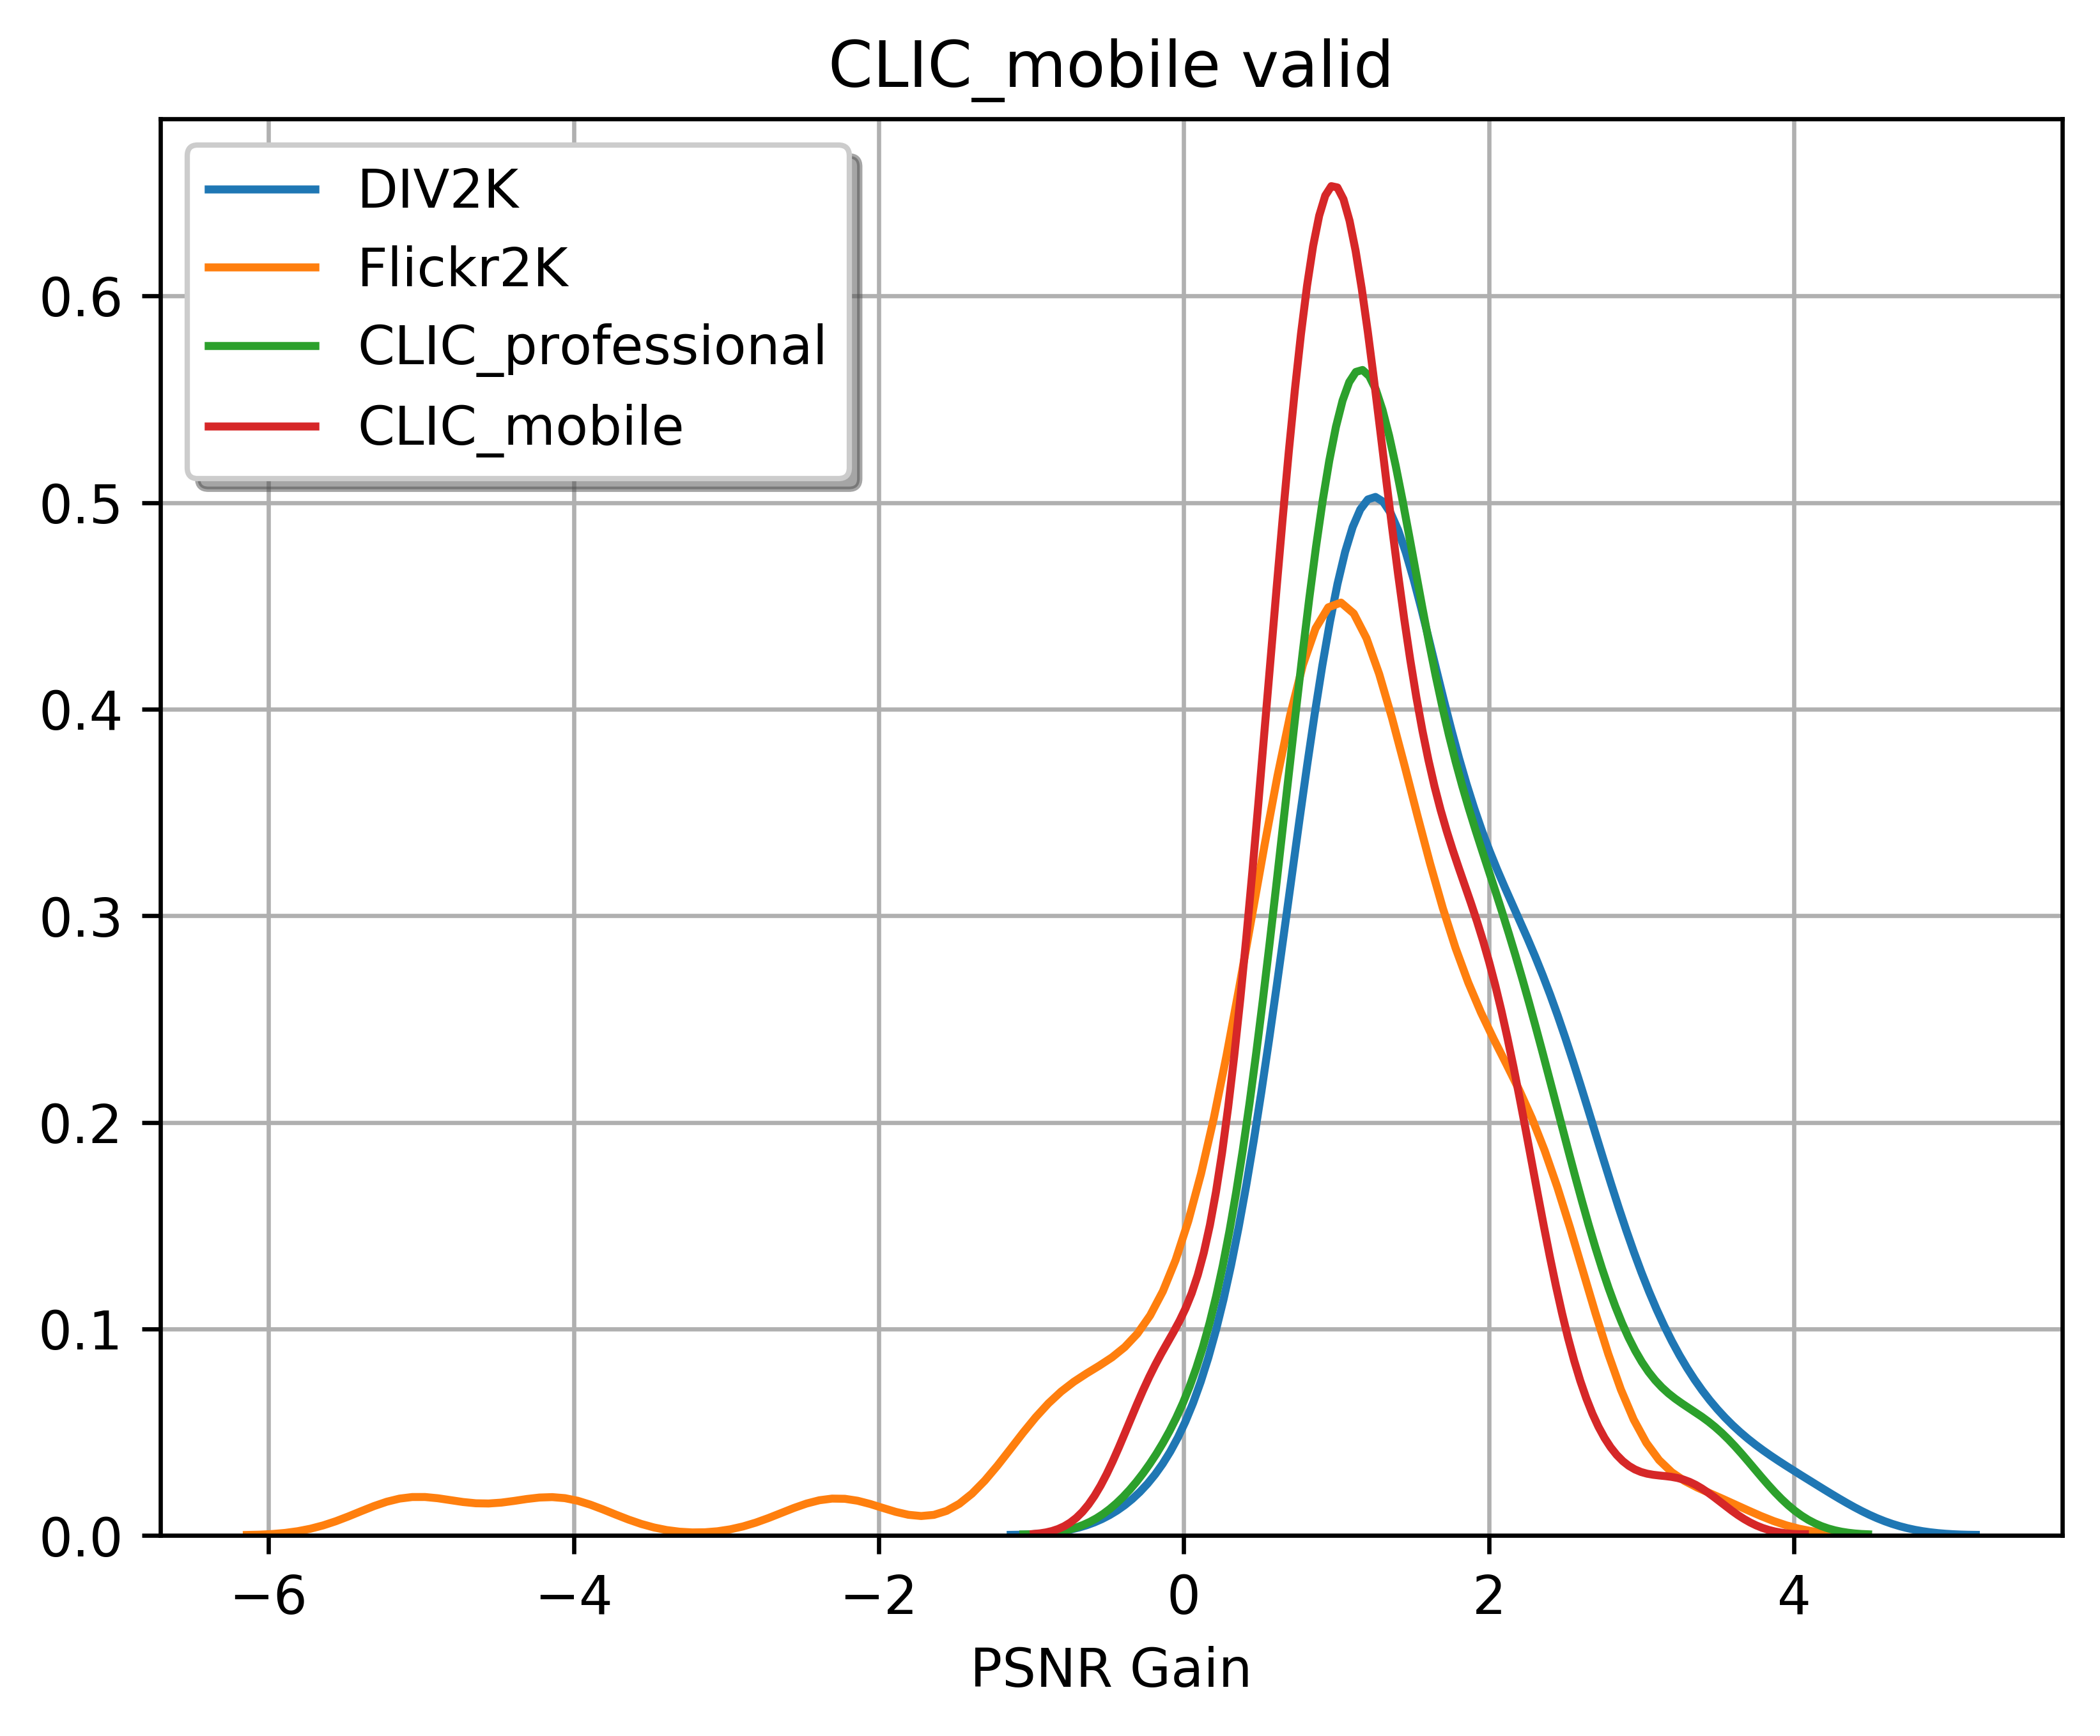 CLIC_mobile valid
DIV2K
Flickr2K
CLIC_professional
CLIC_mobile
0.6
0.5
0.4
0.3
0.2
0.1
0.0
−6 −4 −2 0 2 4
PSNR Gain